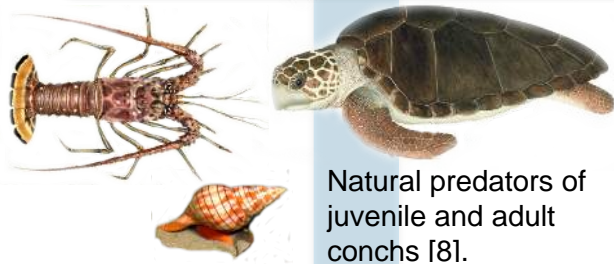 Natural predators of
juvenile and adult
conchs [8].